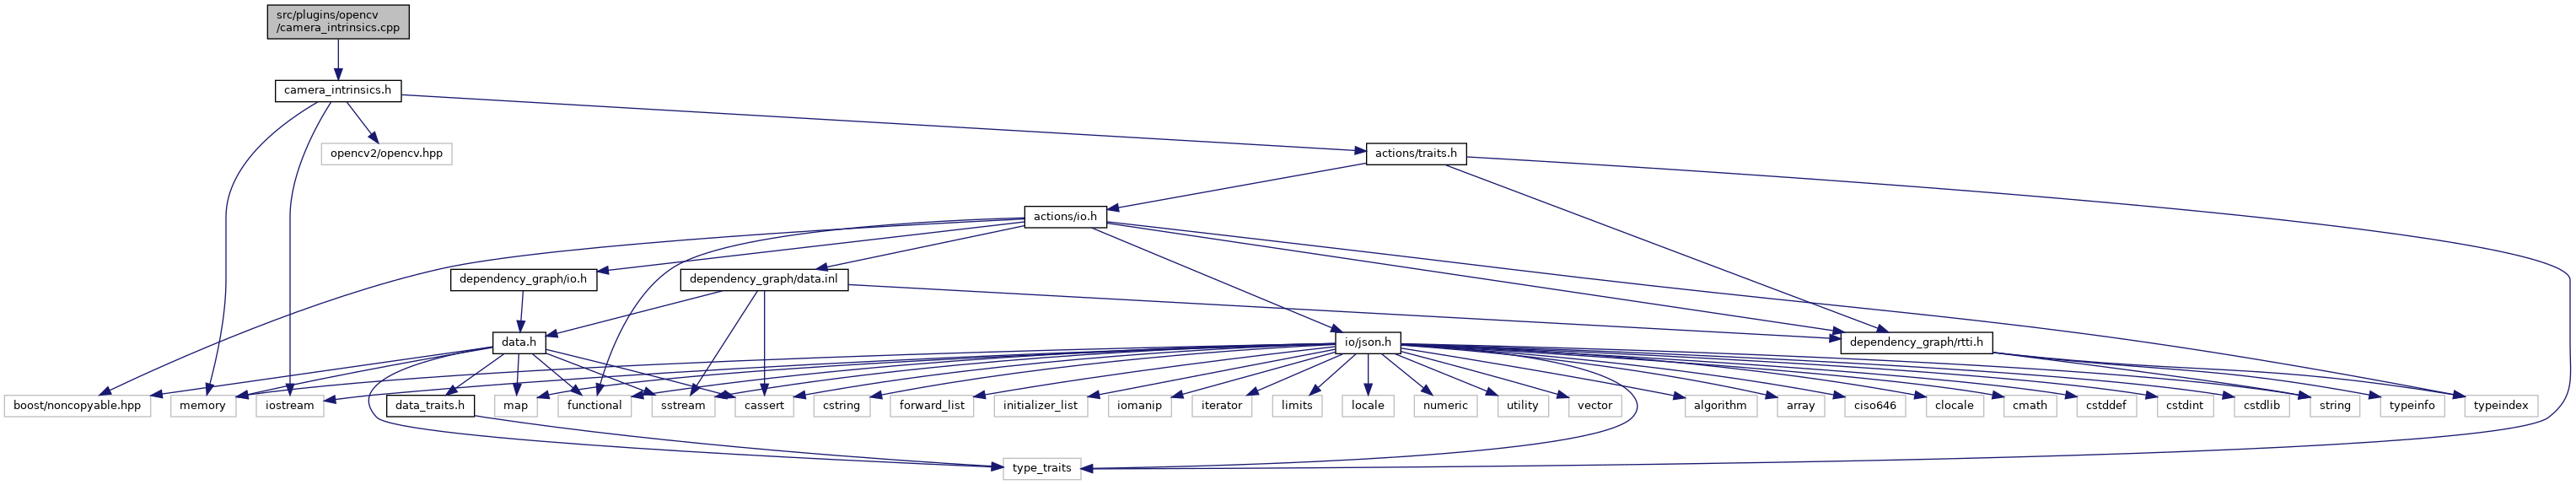 src/plugins/opencv
/camera_intrinsics.cpp
camera_intrinsics.h
opencv2/opencv.hpp
actions/traits.h
actions/io.h
dependency_graph/io.h
dependency_graph/data.inl
data.h
io/json.h
dependency_graph/rtti.h
boost/noncopyable.hpp
memory
iostream
data_traits.h
map
functional
sstream
cassert
cstring
forward_list
initializer_list
iomanip
iterator
limits
locale
numeric
utility
vector
algorithm
array
ciso646
clocale
cmath
cstddef
cstdint
cstdlib
string
typeinfo
typeindex
type_traits